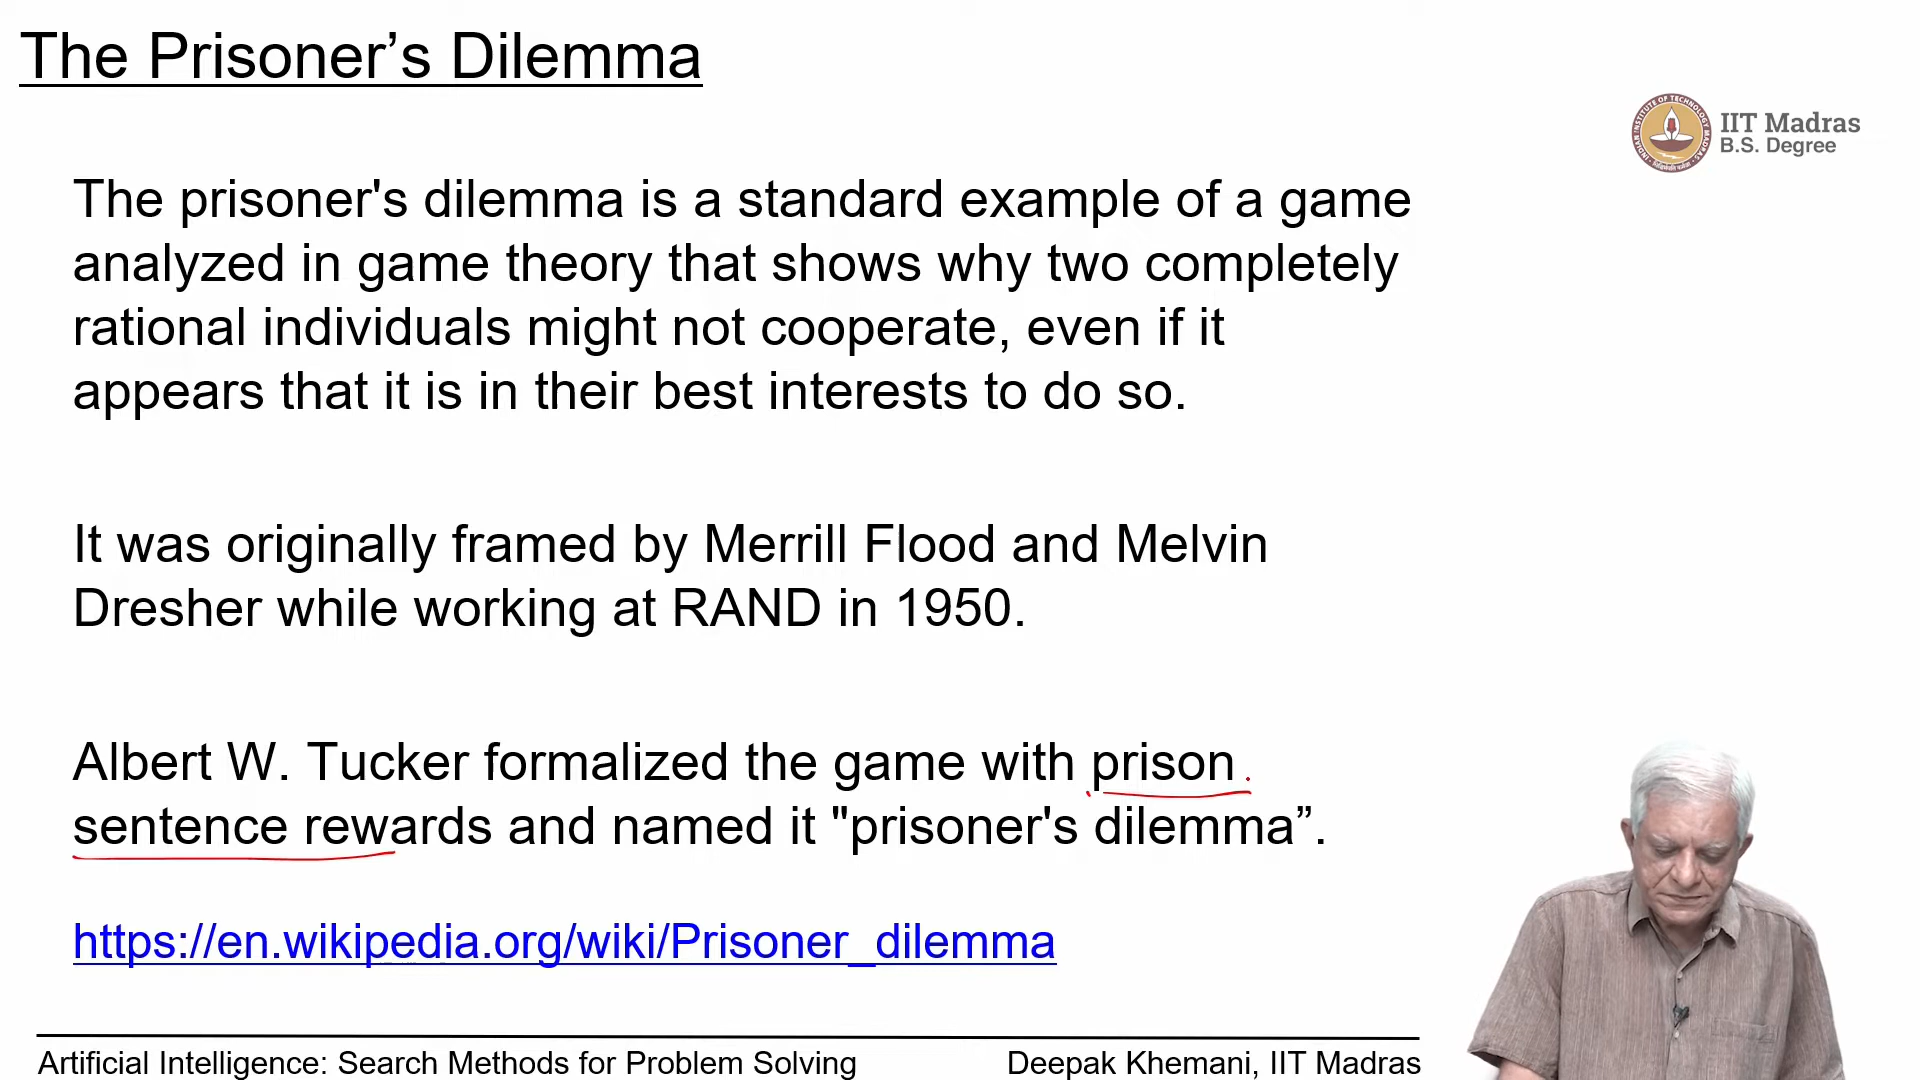 The Prisoner’s Dilemma
IIT Madras
B.S. Degree
The prisoner's dilemma is a standard example of a game
analyzed in game theory that shows why two completely
rational individuals might not cooperate, even if it
appears that it is in their best interests to do so.
It was originally framed by Merrill Flood and Melvin
Dresher while working at RAND in 1950.
Albert W. Tucker formalized the game with prison
sentence rewards and named it "prisoner's dilemma”.
https://en.wikipedia.org/wiki/Prisoner_dilemma
Artificial Intelligence: Search Methods for Problem Solving
Deepak Khemani, IIT Madras